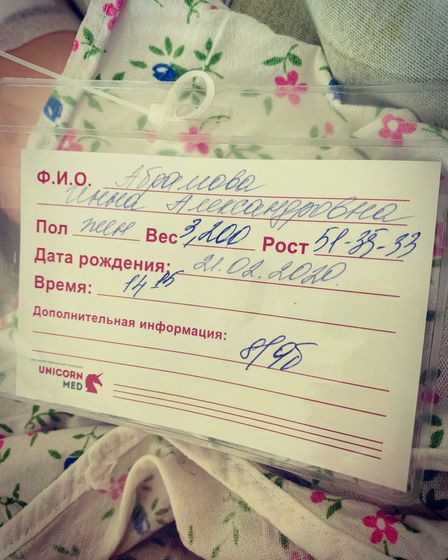 Ф.И.О. Абрамова
Инна Александровна
Пол жен Вес 3,200 Рост 51-35-33
Дата рождения: 21.02.2020.
Время: 14 15
Дополнительная информация:
8/9б
UNICORN
MED